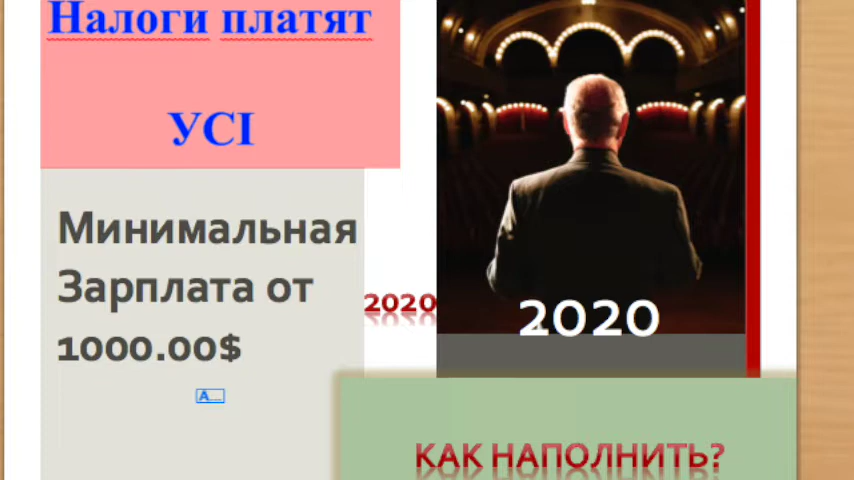 Налоги платят
УСІ
Минимальная
Зарплата от
1000.00$
A...
2020
2020
КАК НАПОЛНИТЬ?